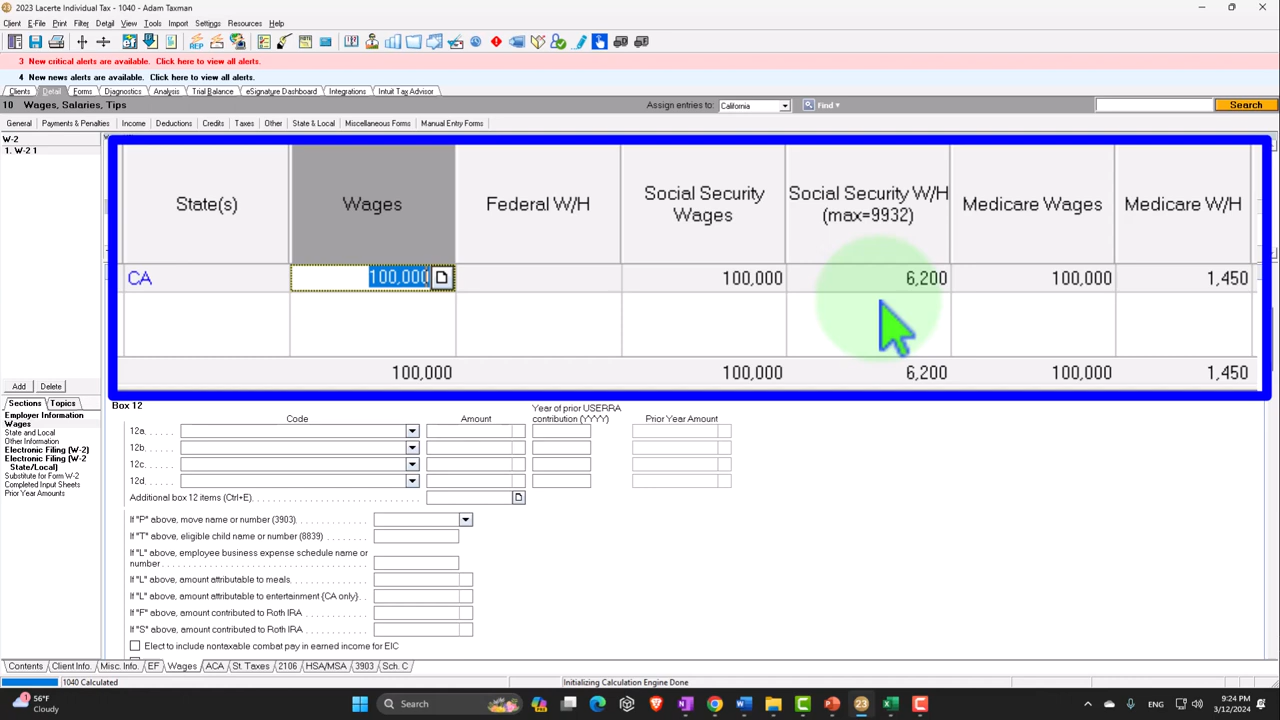 2023 Lacerte Individual Tax - 1040 - Adam Taxman
Client E-File Print Filter Detail View Tools Import Settings Resources Help
REP
3 New critical alerts are available. Click here to view all alerts.
4 New news alerts are available. Click here to view all alerts.
Clients Detail Forms Diagnostics Analysis Trial Balance eSignature Dashboard Integrations Intuit Tax Advisor
10 Wages, Salaries, Tips Assign entries to: California Find Search
General Payments & Penalties Income Deductions Credits Taxes Other State & Local Miscellaneous Forms Manual Entry Forms
W-2
1. W-2 1
State(s) Wages Federal W/H Social Security Wages Social Security W/H (max=9932) Medicare Wages Medicare W/H
CA 100,000 100,000 6,200 100,000 1,450
100,000 100,000 6,200 100,000 1,450
Add Delete
Sections Topics
Employer Information
Wages
State and Local
Other Information
Electronic Filing (W-2)
Electronic Filing (W-2
State/Local)
Substitute for Form W-2
Completed Input Sheets
Prior Year Amounts
Box 12
Code Amount Year of prior USERRA contribution (YYYY) Prior Year Amount
12a. . . . . .
12b. . . . . .
12c. . . . . .
12d. . . . . .
Additional box 12 items (Ctrl+E). . . . . . . . . . . . . . . . . . . . . . . . .
If "P" above, move name or number (3903). . . . . . . . . . . . .
If "T" above, eligible child name or number (8839)
If "L" above, employee business expense schedule name or
number. . . . . . . . . . . . . . . . . . . . . . . . . . . . . . . . . .
If "L" above, amount attributable to meals. . . . . . . . . . . . .
If "L" above, amount attributable to entertainment {CA only}. . .
If "F" above, amount contributed to Roth IRA . . . . . . . . . . .
If "S" above, amount contributed to Roth IRA . . . . . . . . . . .
Elect to include nontaxable combat pay in earned income for EIC
Contents Client Info. Misc. Info. EF Wages ACA St. Taxes 2106 HSA/MSA 3903 Sch. C
1040 Calculated Initializing Calculation Engine Done
56°F
Cloudy
Search
23
ENG
9:24 PM
3/12/2024